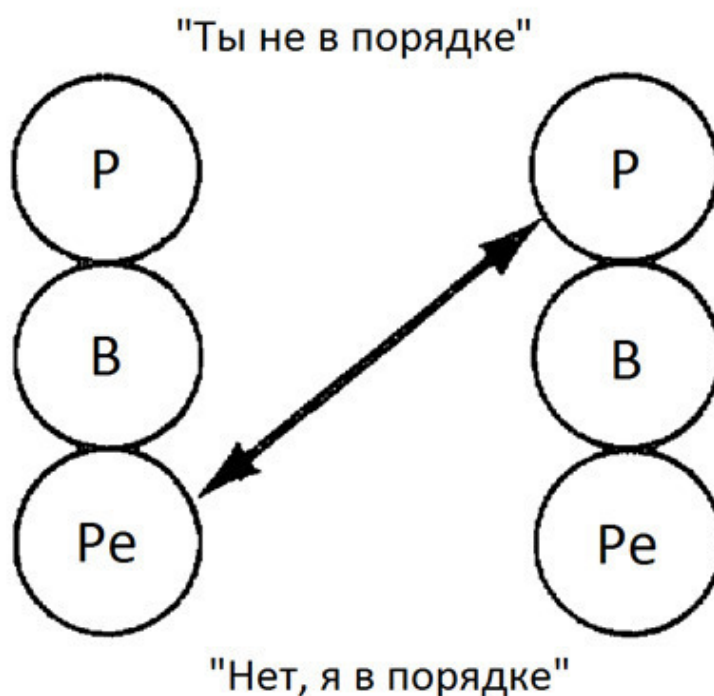 "Ты не в порядке"
Р Р
В В
Ре Ре
"Нет, я в порядке"